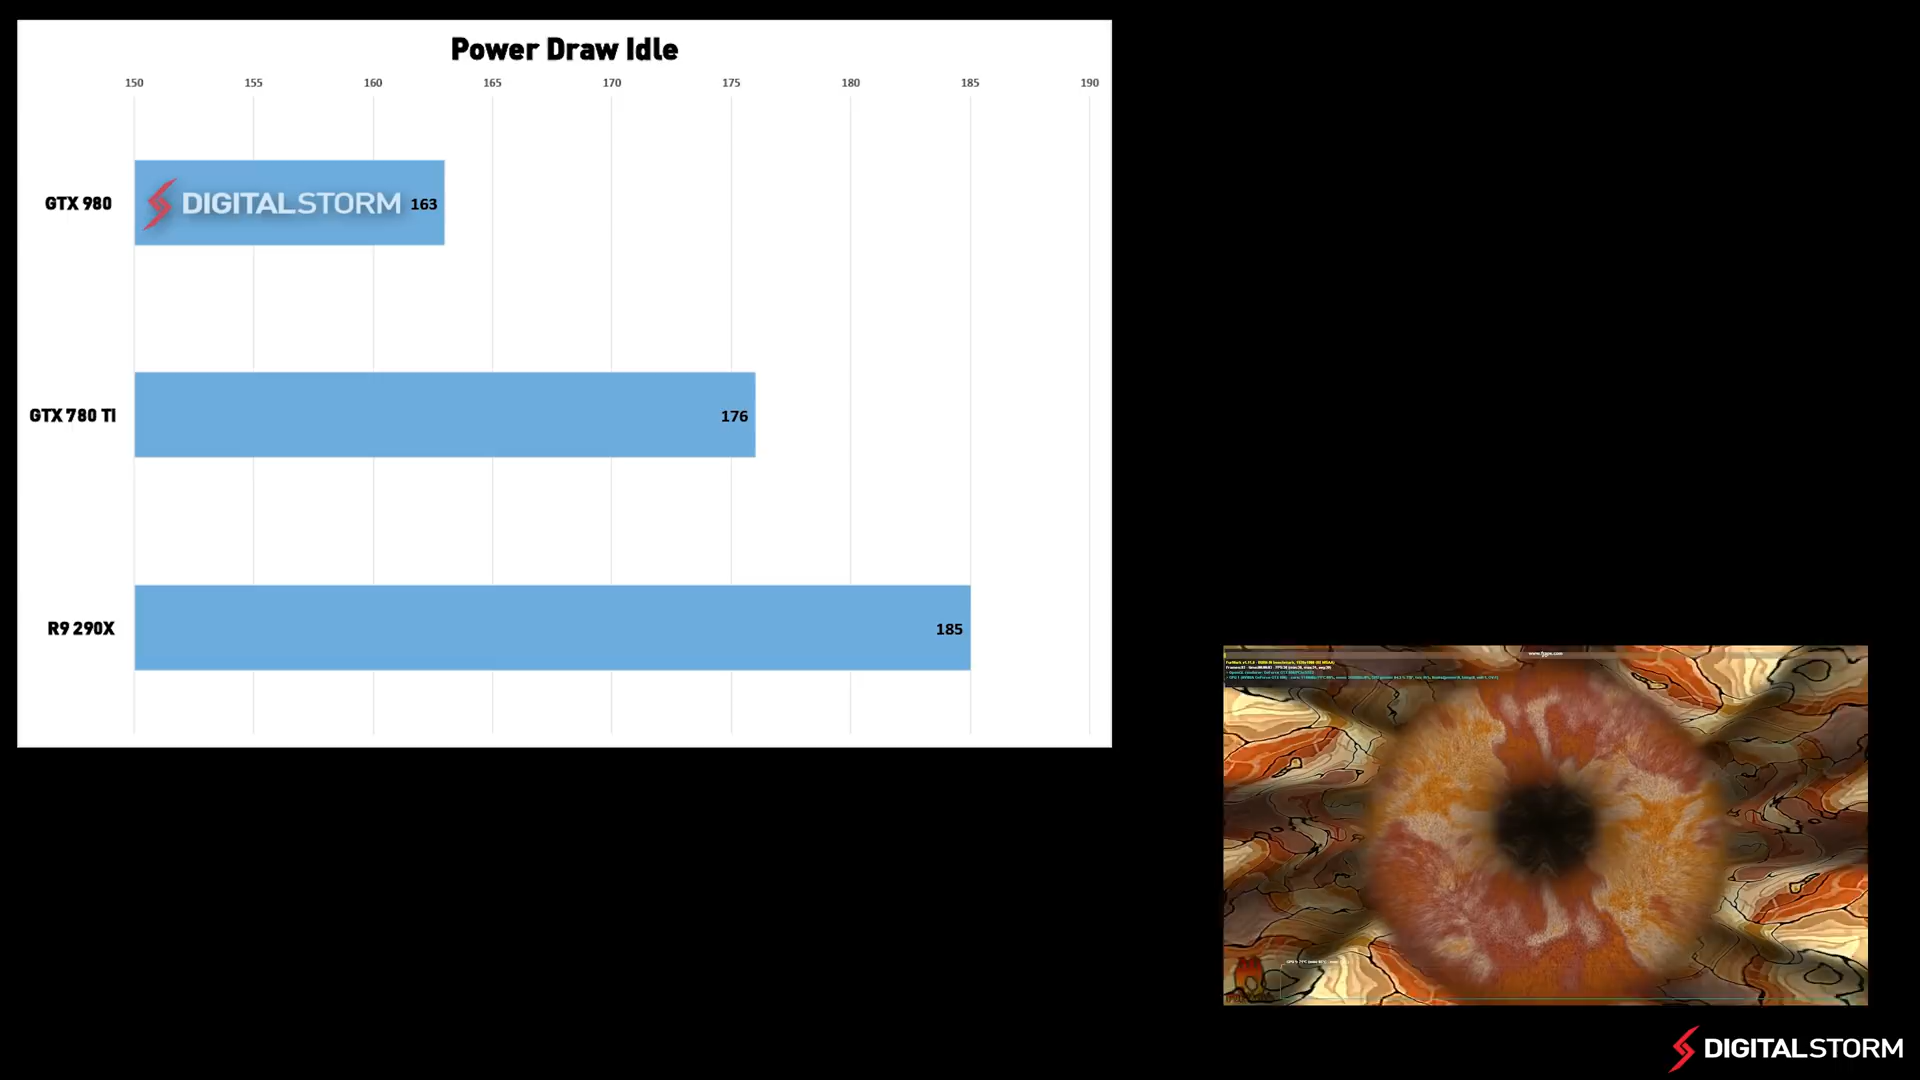 Power Draw Idle
150 155 160 165 170 175 180 185 190
GTX 980
DIGITALSTORM
163
GTX 780 TI
176
R9 290X
185
DIGITALSTORM